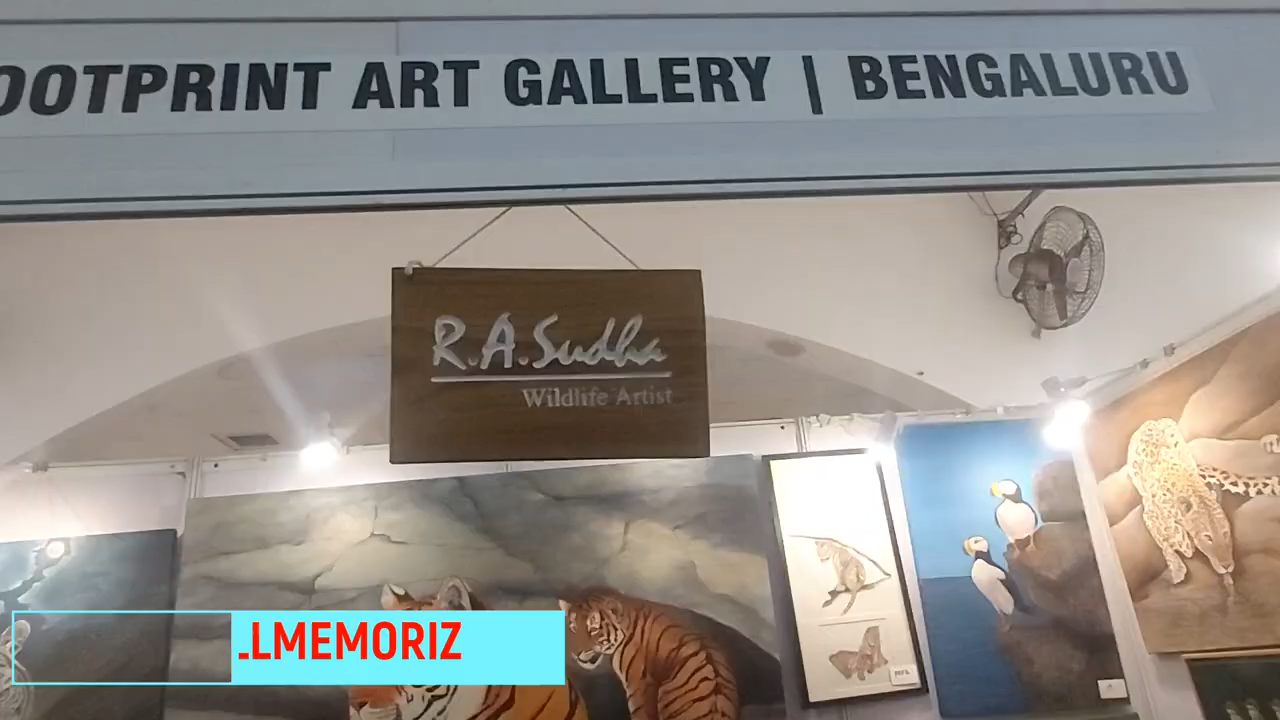 OOTPRINT ART GALLERY | BENGALURU
R.A.Sudha
Wildlife Artist
.LMEMORIZ